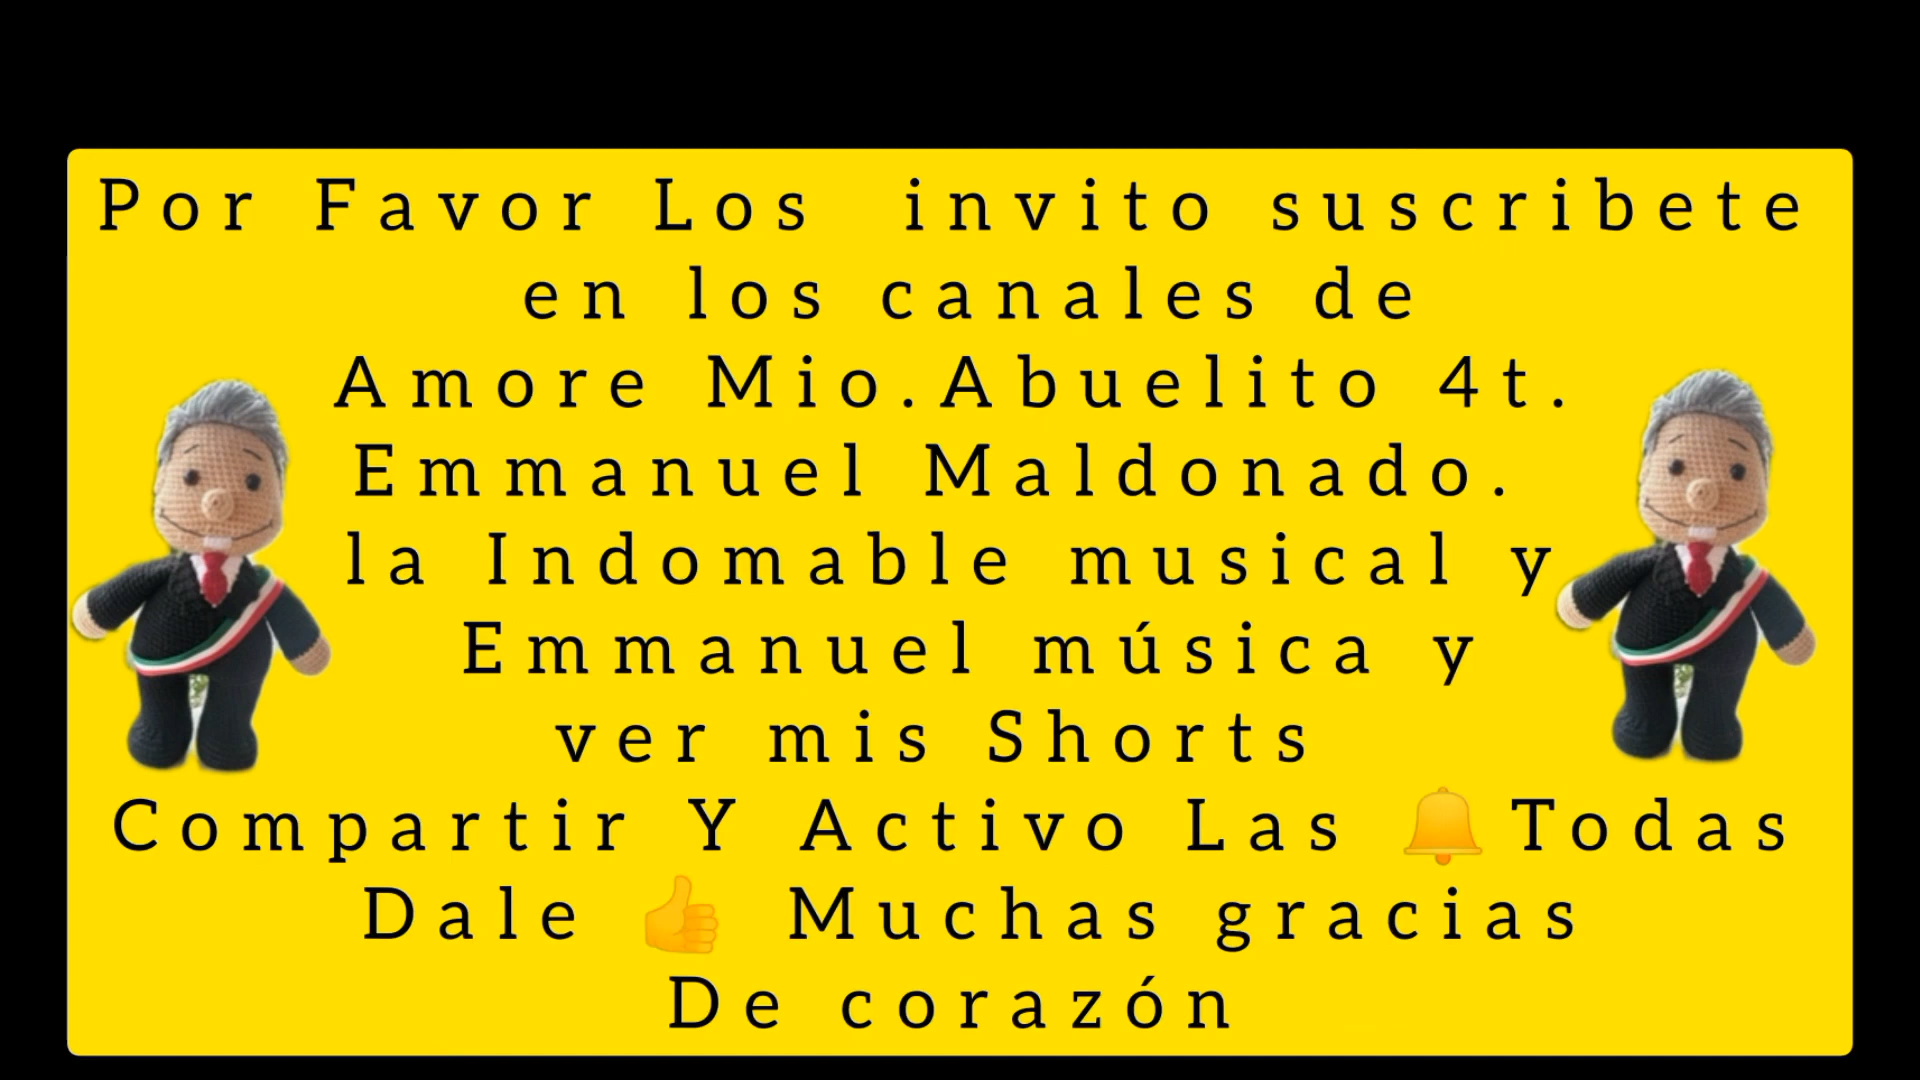 Por Favor Los invito suscribete
en los canales de
Amore Mio.Abuelito 4t.
Emmanuel Maldonado.
la Indomable musical y
Emmanuel música y
ver mis Shorts
Compartir Y Activo Las 🔔Todas
Dale 👍 Muchas gracias
De corazón